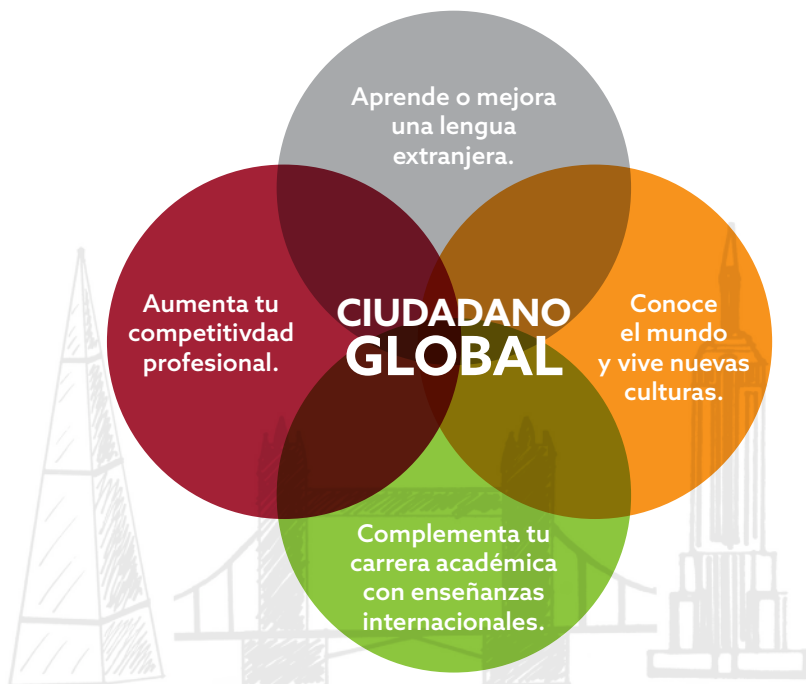 Aprende o mejora
una lengua
extranjera.
Aumenta tu
competitivdad
profesional.
CIUDADANO
GLOBAL
Conoce
el mundo
y vive nuevas
culturas.
Complementa tu
carrera académica
con enseñanzas
internacionales.